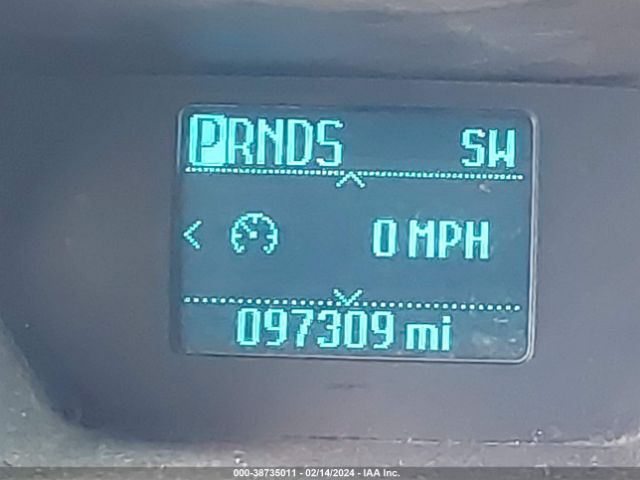 PRNDS SW
0 MPH
097309 mi
000-38735011 - 02/14/2024 - IAA Inc.